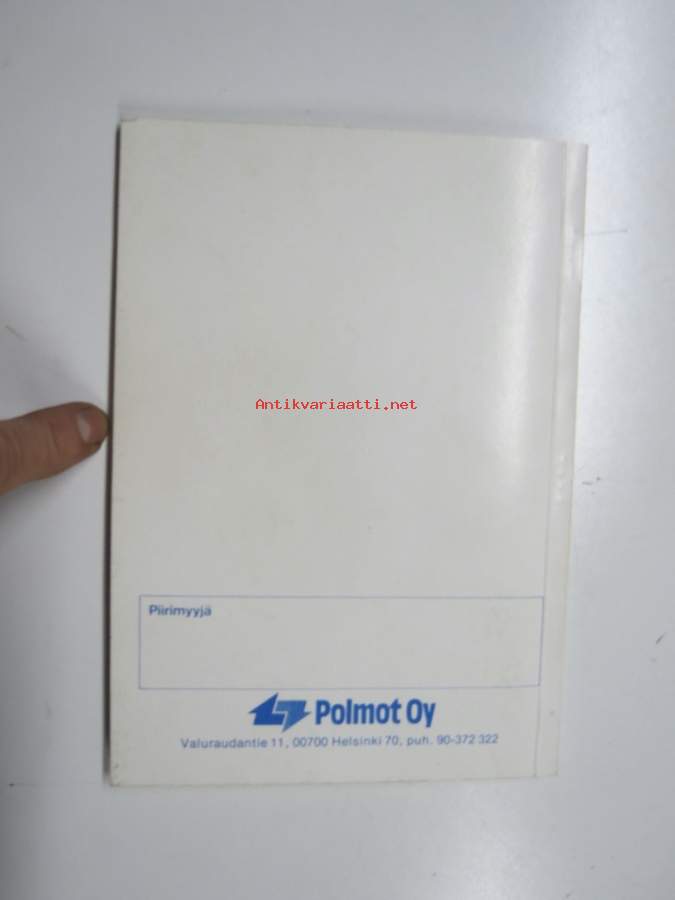 Antikvariaatti.net
Piirimyyjä
Polmot Oy
Valuraudantie 11, 00700 Helsinki 70, puh. 90-372 322